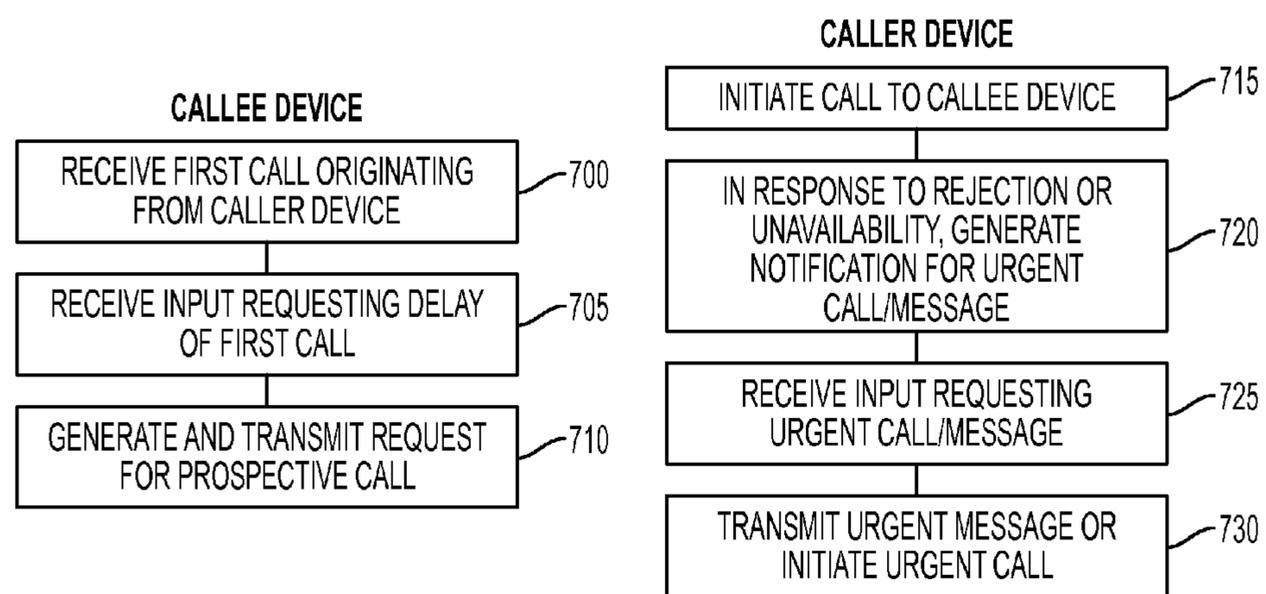 CALLEE DEVICE
RECEIVE FIRST CALL ORIGINATING
FROM CALLER DEVICE
700
RECEIVE INPUT REQUESTING DELAY
OF FIRST CALL
705
GENERATE AND TRANSMIT REQUEST
FOR PROSPECTIVE CALL
710
CALLER DEVICE
INITIATE CALL TO CALLEE DEVICE
715
IN RESPONSE TO REJECTION OR
UNAVAILABILITY, GENERATE
NOTIFICATION FOR URGENT
CALL/MESSAGE
720
RECEIVE INPUT REQUESTING
URGENT CALL/MESSAGE
725
TRANSMIT URGENT MESSAGE OR
INITIATE URGENT CALL
730